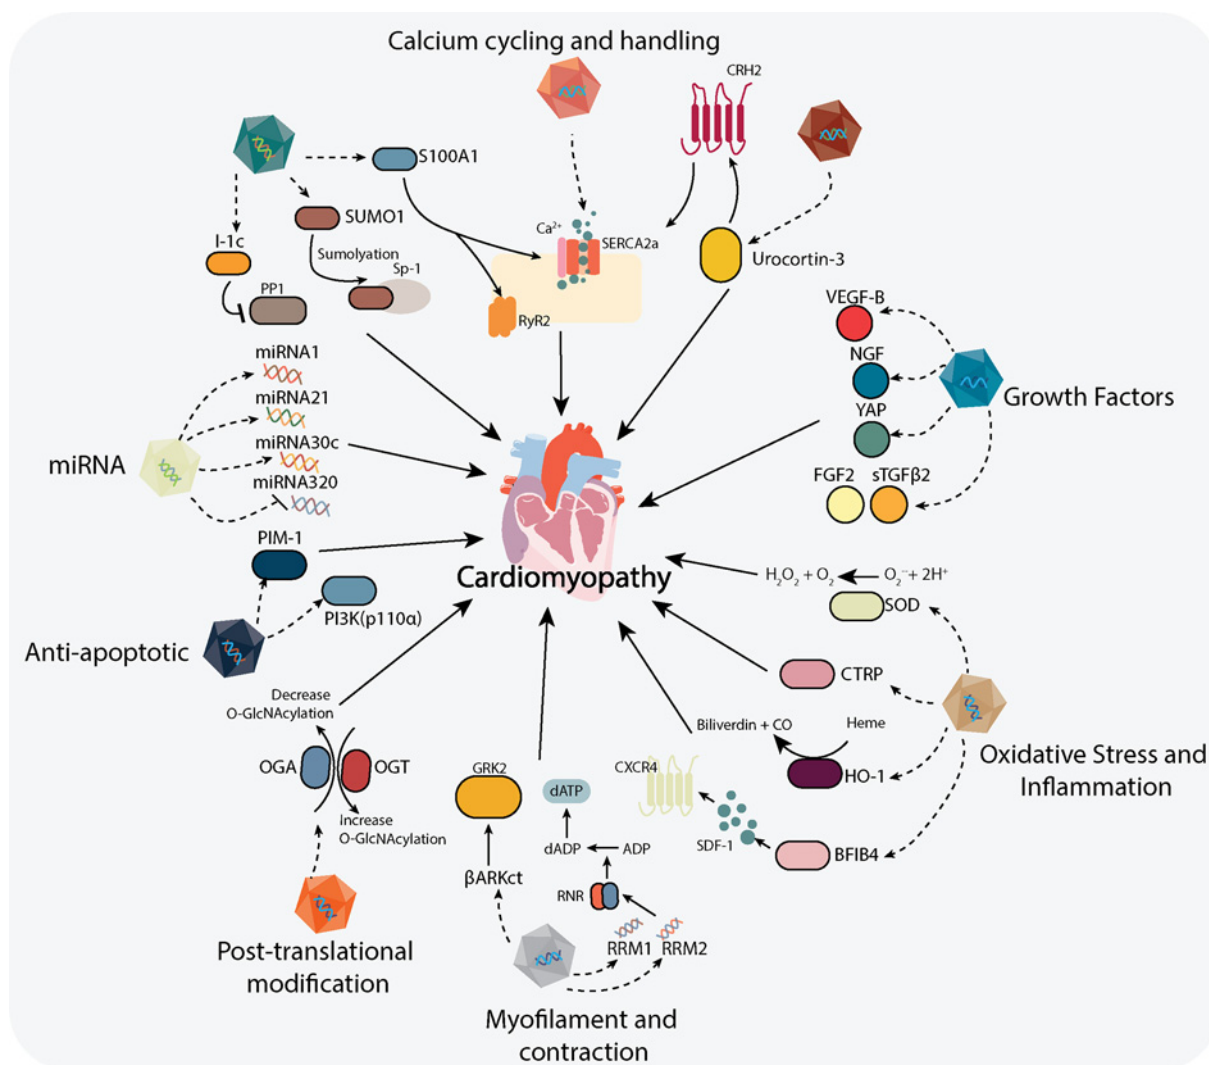 Calcium cycling and handling
CRH2
S100A1
SUMO1
I-1c
Sumolyation
Sp-1
PP1
Ca²⁺
SERCA2a
RyR2
Urocortin-3
VEGF-B
NGF
YAP
FGF2
sTGFβ2
Growth Factors
miRNA1
miRNA21
miRNA30c
miRNA320
miRNA
PIM-1
PI3K(p110α)
Anti-apoptotic
Cardiomyopathy
H₂O₂ + O₂
O₂⁻˙+ 2H⁺
SOD
CTRP
Biliverdin + CO
Heme
HO-1
CXCR4
SDF-1
BFIB4
Oxidative Stress and
Inflammation
Decrease
O-GlcNAcylation
OGA
OGT
Increase
O-GlcNAcylation
Post-translational
modification
GRK2
βARKct
dATP
dADP
ADP
RNR
RRM1
RRM2
Myofilament and
contraction